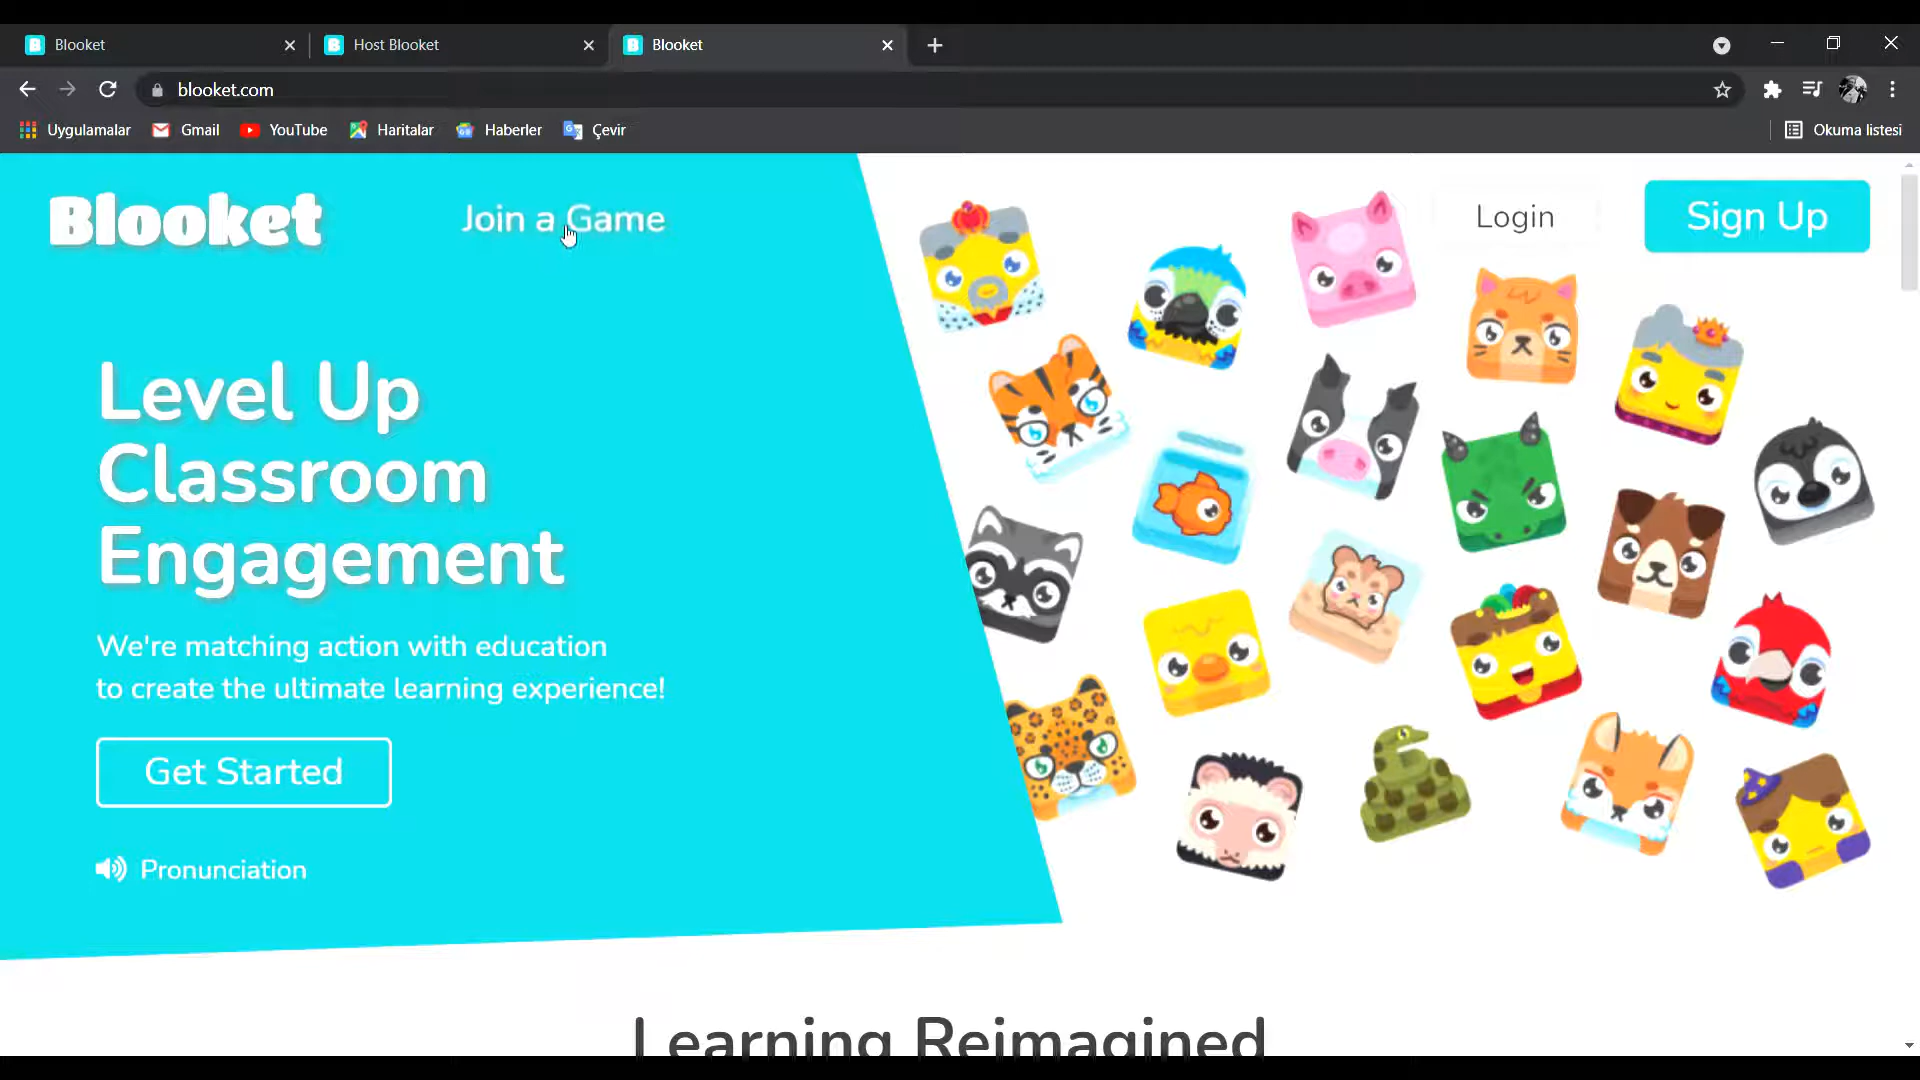 Blooket
Host Blooket
Blooket
blooket.com
Uygulamalar
Gmail
YouTube
Haritalar
Haberler
Çevir
Okuma listesi
Blooket
Join a Game
Login
Sign Up
Level Up
Classroom
Engagement
We're matching action with education
to create the ultimate learning experience!
Get Started
Pronunciation
Learning Reimagined